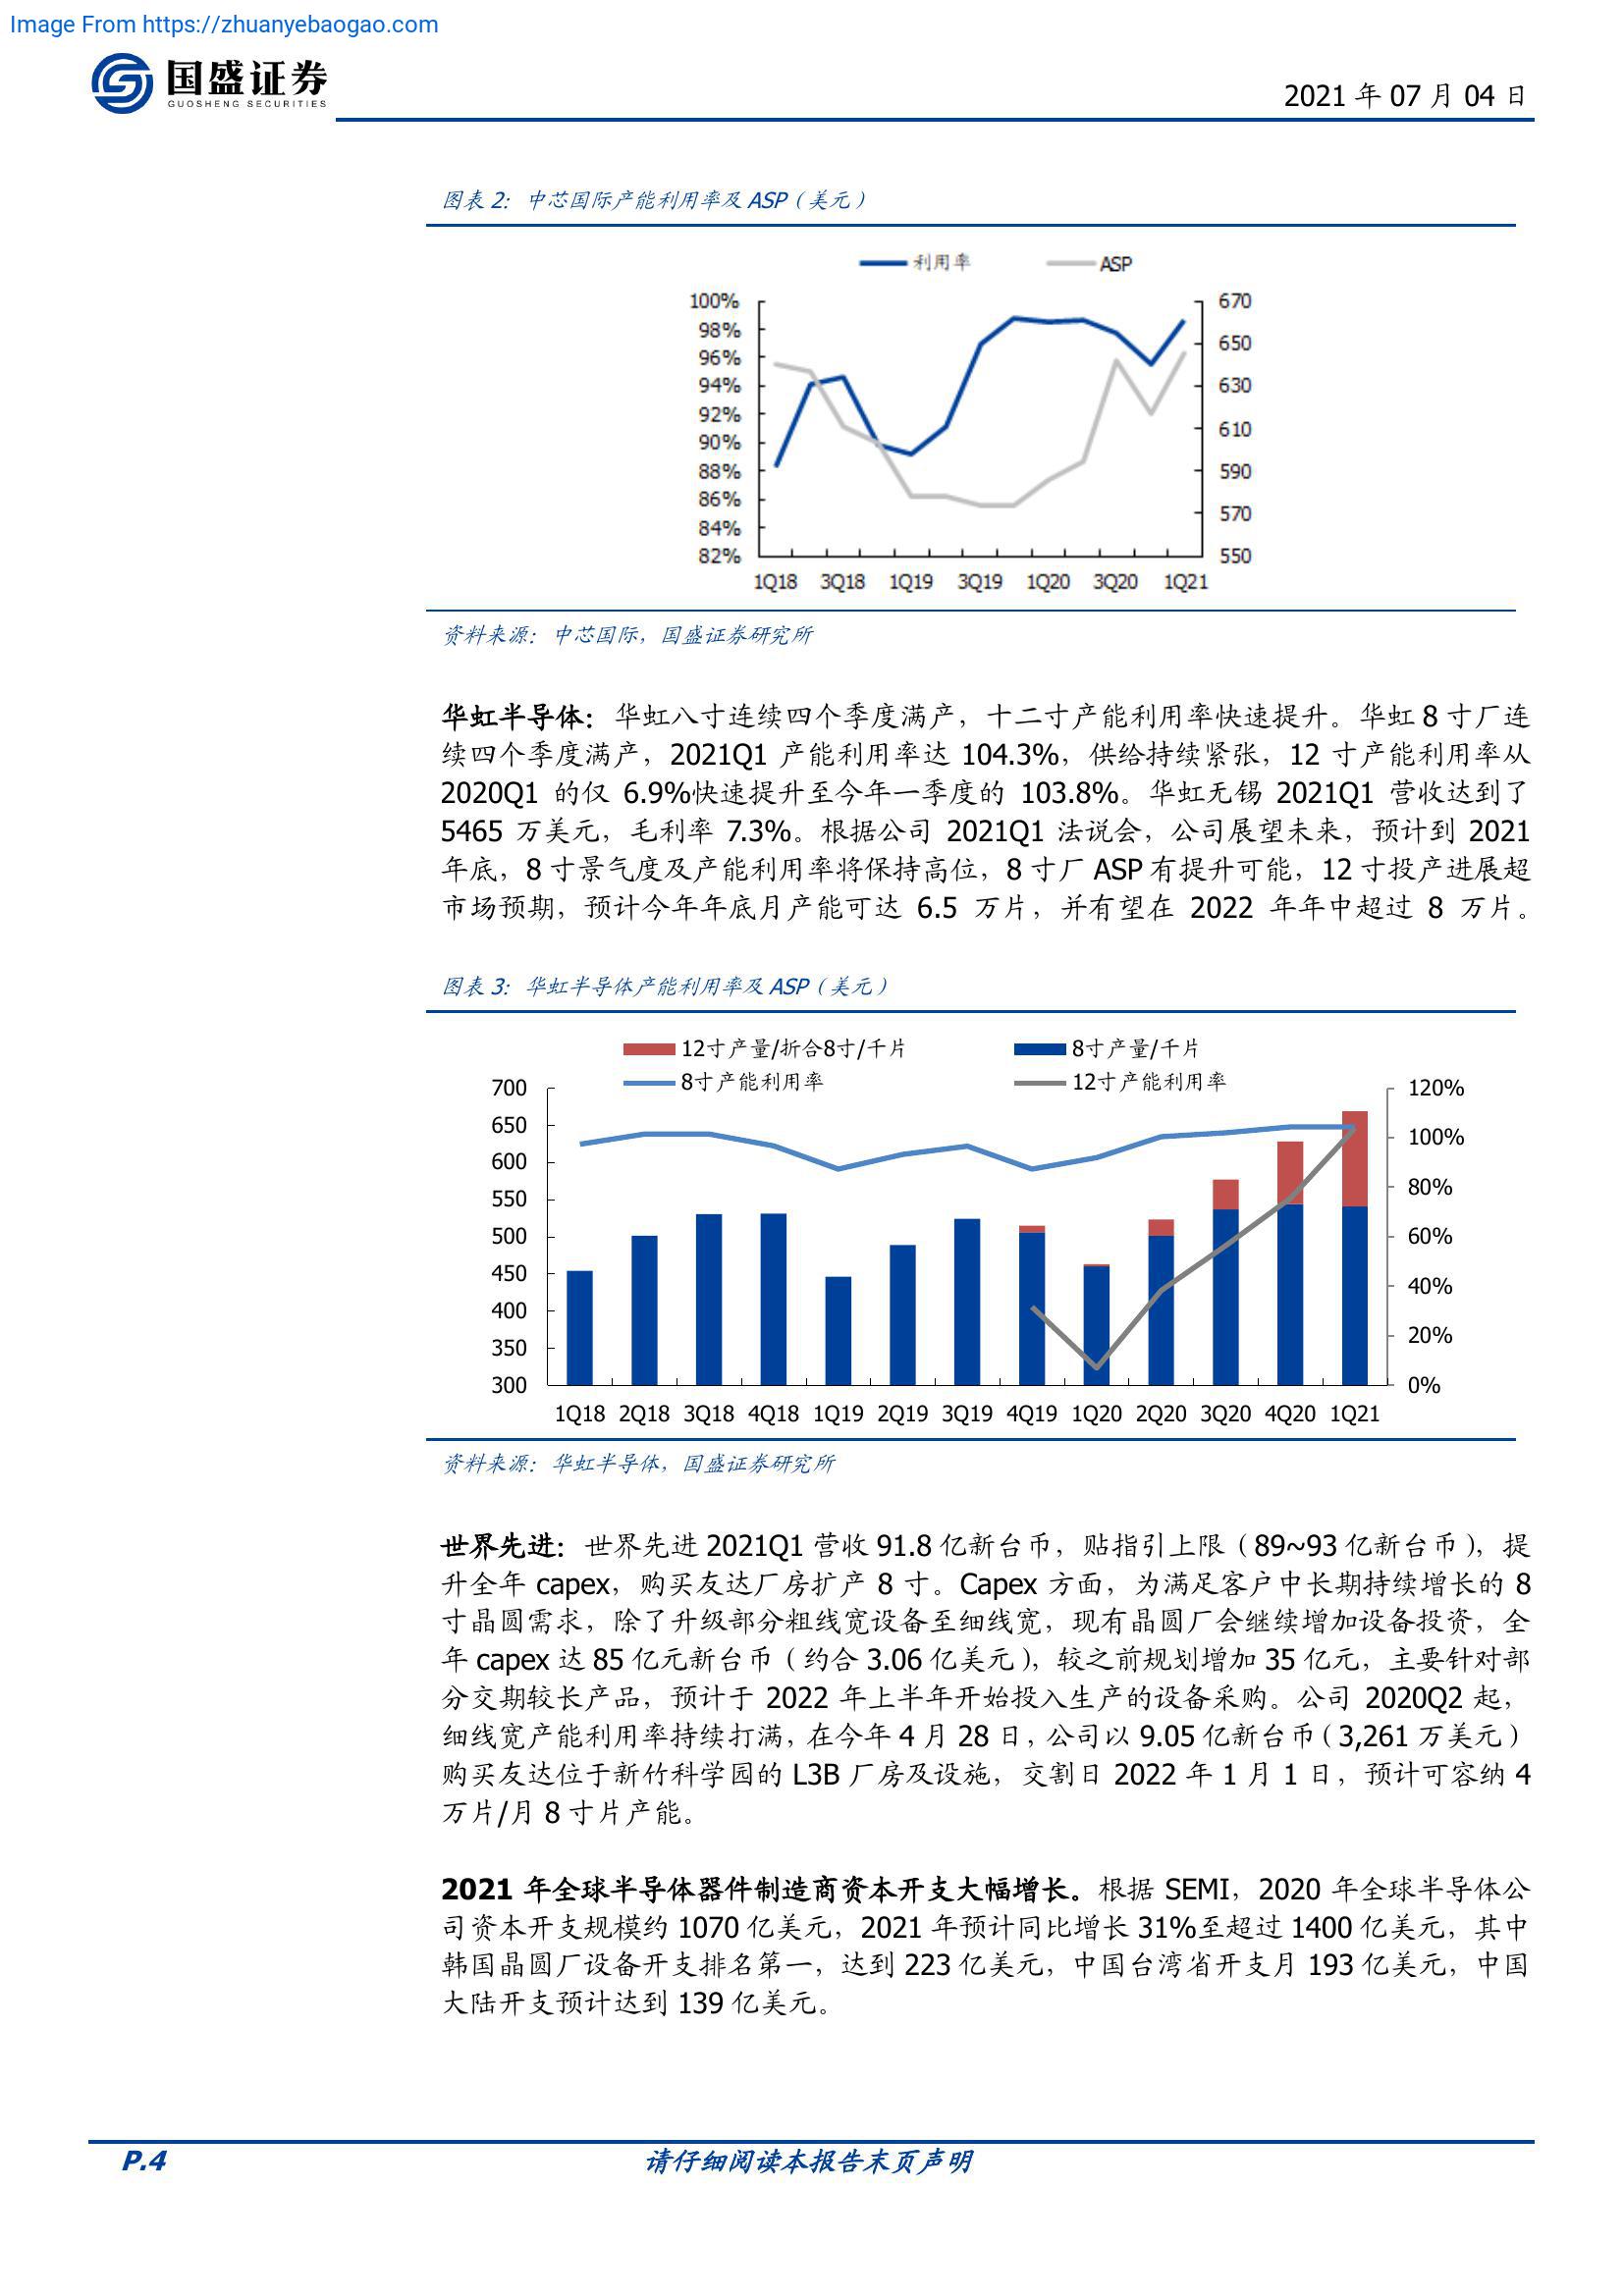 Image From https://zhuanyebaogao.com
国盛证券
GUOSHENG SECURITIES
2021 年 07 月 04 日
图表 2: 中芯国际产能利用率及 ASP（美元）
利用率 ASP
100% 670
98%
96% 650
94% 630
92%
90% 610
88% 590
86%
84% 570
82% 550
1Q18 3Q18 1Q19 3Q19 1Q20 3Q20 1Q21
资料来源：中芯国际，国盛证券研究所
华虹半导体：华虹八寸连续四个季度满产，十二寸产能利用率快速提升。华虹 8 寸厂连
续四个季度满产，2021Q1 产能利用率达 104.3%，供给持续紧张，12 寸产能利用率从
2020Q1 的仅 6.9%快速提升至今年一季度的 103.8%。华虹无锡 2021Q1 营收达到了
5465 万美元，毛利率 7.3%。根据公司 2021Q1 法说会，公司展望未来，预计到 2021
年底，8 寸景气度及产能利用率将保持高位，8 寸厂 ASP 有提升可能，12 寸投产进展超
市场预期，预计今年年底月产能可达 6.5 万片，并有望在 2022 年年中超过 8 万片。
图表 3: 华虹半导体产能利用率及 ASP（美元）
12寸产量/折合8寸/千片 8寸产量/千片
8寸产能利用率 12寸产能利用率
700 120%
650 100%
600
550 80%
500 60%
450
400 40%
350 20%
300 0%
1Q18 2Q18 3Q18 4Q18 1Q19 2Q19 3Q19 4Q19 1Q20 2Q20 3Q20 4Q20 1Q21
资料来源：华虹半导体，国盛证券研究所
世界先进：世界先进 2021Q1 营收 91.8 亿新台币，贴指引上限（89~93 亿新台币），提
升全年 capex，购买友达厂房扩产 8 寸。Capex 方面，为满足客户中长期持续增长的 8
寸晶圆需求，除了升级部分粗线宽设备至细线宽，现有晶圆厂会继续增加设备投资，全
年 capex 达 85 亿元新台币（约合 3.06 亿美元），较之前规划增加 35 亿元，主要针对部
分交期较长产品，预计于 2022 年上半年开始投入生产的设备采购。公司 2020Q2 起，
细线宽产能利用率持续打满，在今年 4 月 28 日，公司以 9.05 亿新台币（3,261 万美元）
购买友达位于新竹科学园的 L3B 厂房及设施，交割日 2022 年 1 月 1 日，预计可容纳 4
万片/月 8 寸片产能。
2021 年全球半导体器件制造商资本开支大幅增长。根据 SEMI，2020 年全球半导体公
司资本开支规模约 1070 亿美元，2021 年预计同比增长 31%至超过 1400 亿美元，其中
韩国晶圆厂设备开支排名第一，达到 223 亿美元，中国台湾省开支月 193 亿美元，中国
大陆开支预计达到 139 亿美元。
P.4 请仔细阅读本报告末页声明